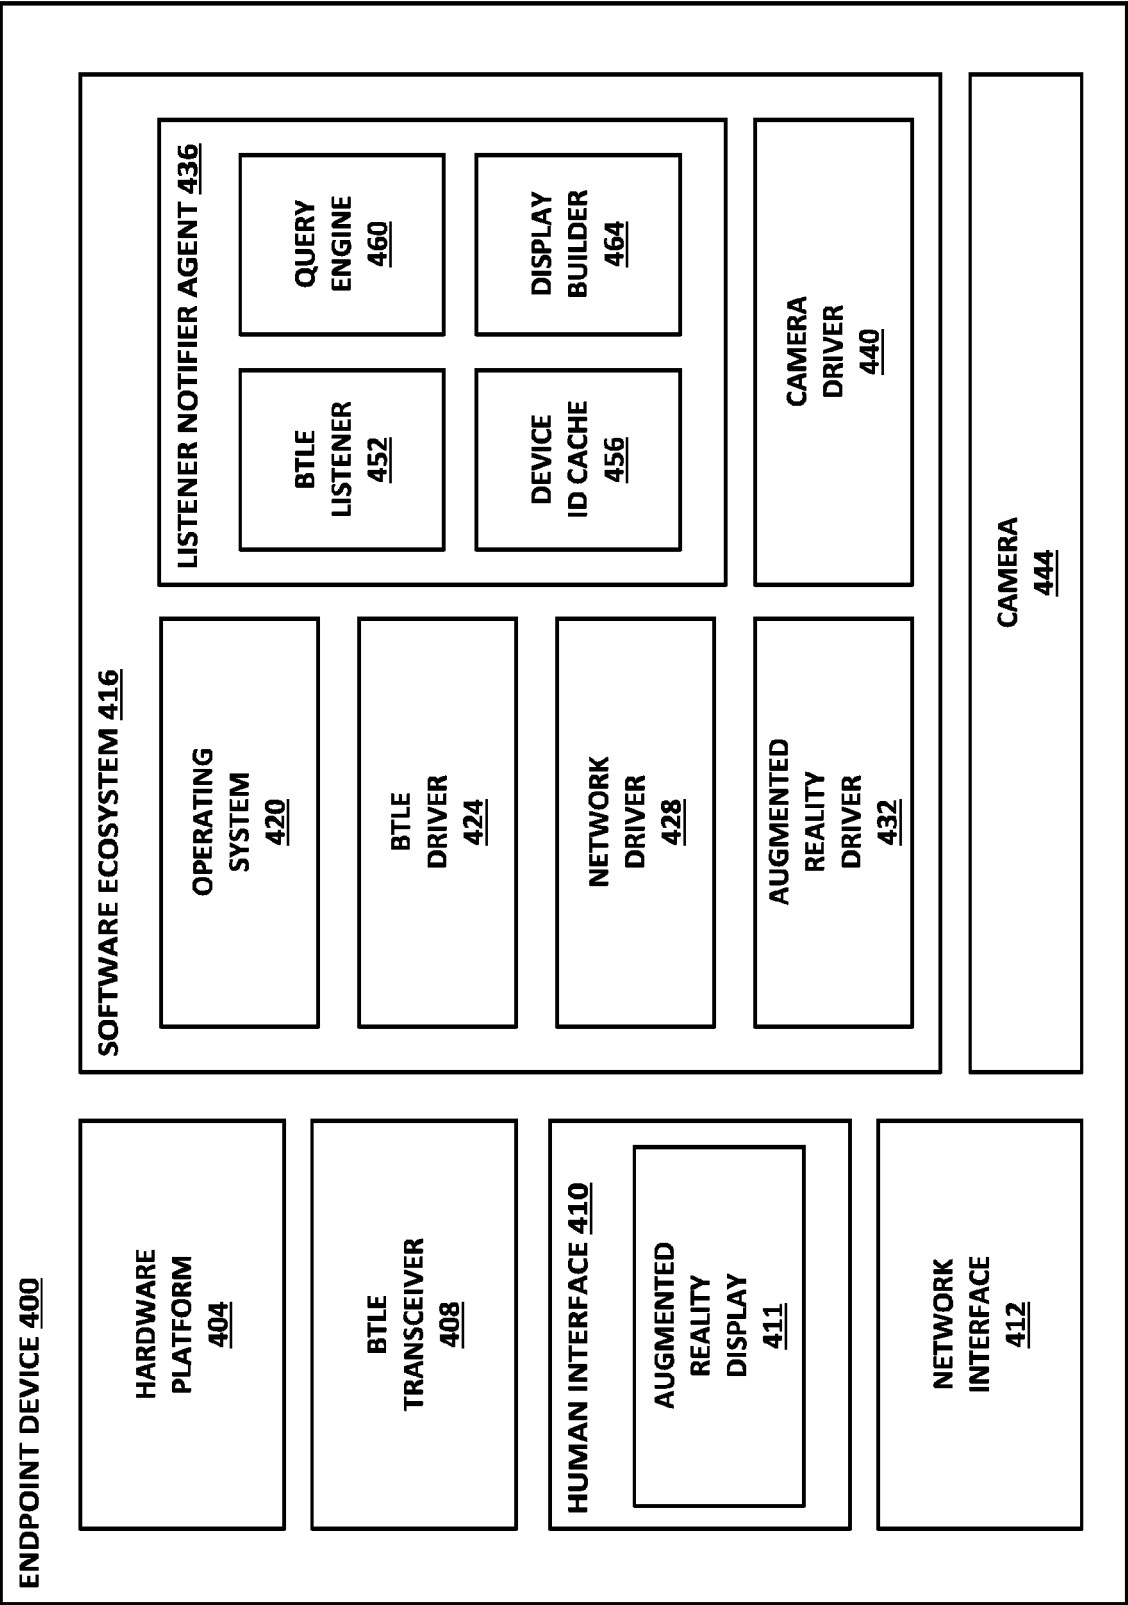 ENDPOINT DEVICE 400
HARDWARE
PLATFORM
404
BTLE
TRANSCEIVER
408
HUMAN INTERFACE 410
AUGMENTED
REALITY
DISPLAY
411
NETWORK
INTERFACE
412
SOFTWARE ECOSYSTEM 416
OPERATING
SYSTEM
420
BTLE
DRIVER
424
NETWORK
DRIVER
428
AUGMENTED
REALITY
DRIVER
432
LISTENER NOTIFIER AGENT 436
BTLE
LISTENER
452
QUERY
ENGINE
460
DEVICE
ID CACHE
456
DISPLAY
BUILDER
464
CAMERA
DRIVER
440
CAMERA
444